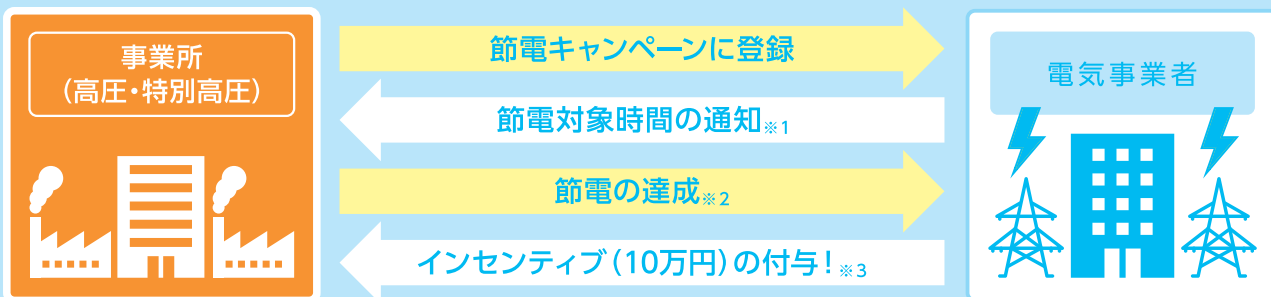 事業所
（高圧・特別高圧）
節電キャンペーンに登録
節電対象時間の通知※1
節電の達成※2
インセンティブ（10万円）の付与！※3
電気事業者